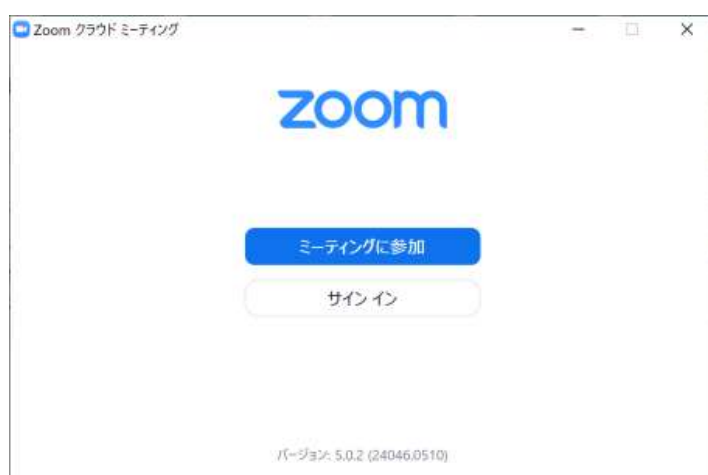 Zoom クラウド ミーティング
zoom
ミーティングに参加
サイン イン
バージョン: 5.0.2 (24046.0510)